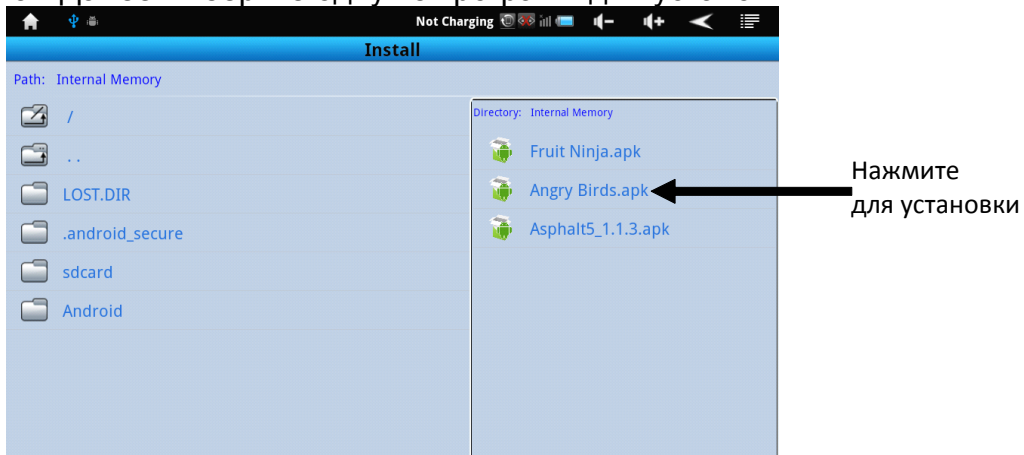 Not Charging
Install
Path: Internal Memory
/
..
LOST.DIR
.android_secure
sdcard
Android
Directory: Internal Memory
Fruit Ninja.apk
Angry Birds.apk
Asphalt5_1.1.3.apk
Нажмите
для установки